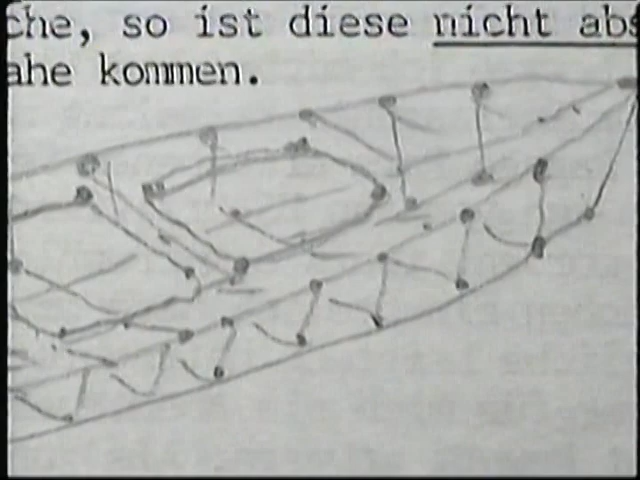 che, so ist diese nicht abs
ahe kommen.